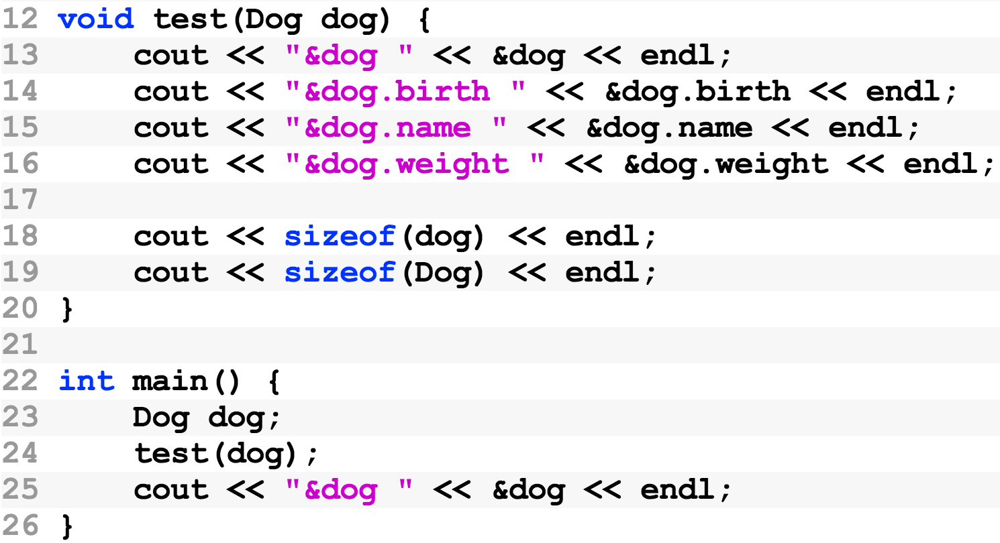 12 void test(Dog dog) {
13     cout << "&dog " << &dog << endl;
14     cout << "&dog.birth " << &dog.birth << endl;
15     cout << "&dog.name " << &dog.name << endl;
16     cout << "&dog.weight " << &dog.weight << endl;
17
18     cout << sizeof(dog) << endl;
19     cout << sizeof(Dog) << endl;
20 }
21
22 int main() {
23     Dog dog;
24     test(dog);
25     cout << "&dog " << &dog << endl;
26 }